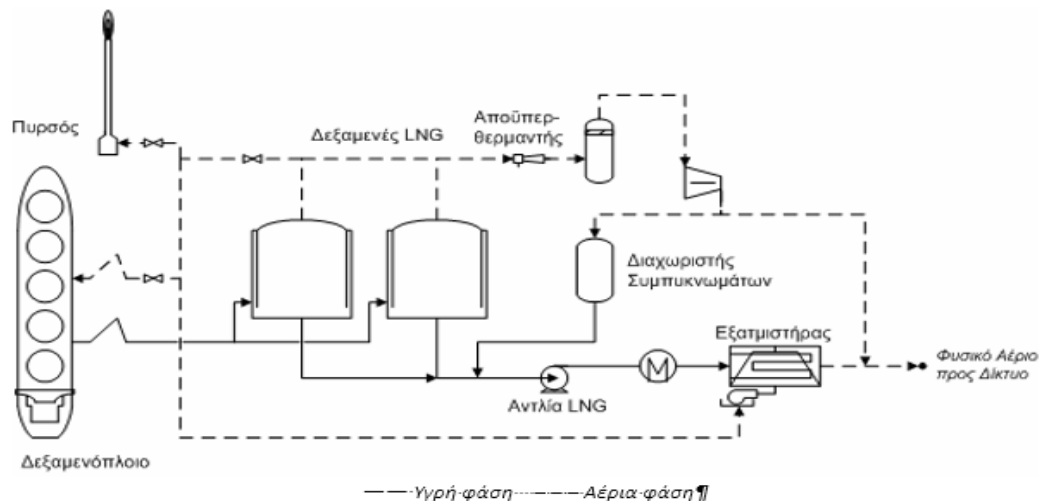 Πυρσός
Δεξαμενές LNG
Αποϋπερ-
θερμαντής
Διαχωριστής
Συμπυκνωμάτων
Εξατμιστήρας
M
Φυσικό Αέριο
προς Δίκτυο
Αντλία LNG
Δεξαμενόπλοιο
Υγρή·φάση Αέρια·φάση¶